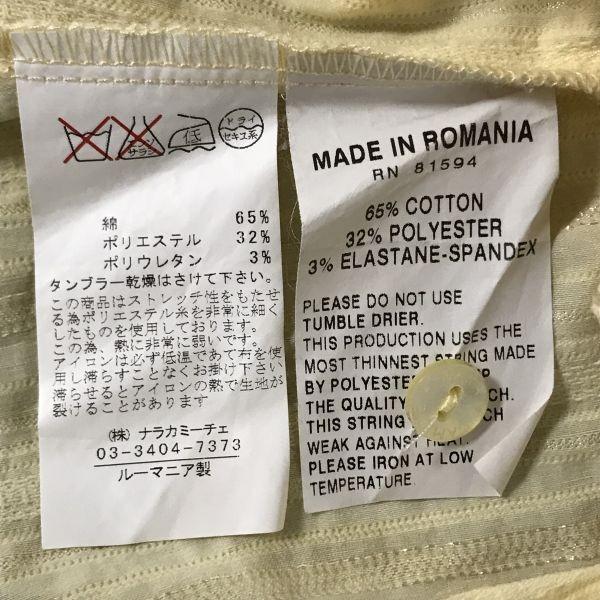 エンソ
サラシ
低
ドライ
セキユ系
綿 65%
ポリエステル 32%
ポリウレタン 3%
タンブラー乾燥はさけて下さい。
この商品はストレッチ性をもたせ
る為ポリエステル糸を非常に細く
したものを使用しております。
この為、熱に非常に弱いです。
アイロンは必ず低温であて布を使
用し滞らすことなくお掛け下さい
滞らせるとアイロンの熱で生地が
裂けることがあります
(株) ナラカミーチェ
03-3404-7373
ルーマニア製
MADE IN ROMANIA
RN 81594
65% COTTON
32% POLYESTER
3% ELASTANE-SPANDEX
PLEASE DO NOT USE
TUMBLE DRIER.
THIS PRODUCTION USES THE
MOST THINNEST STRING MADE
BY POLYESTER
THE QUALITY
THIS STRING
WEAK AGAINST HEAT.
PLEASE IRON AT LOW
TEMPERATURE.